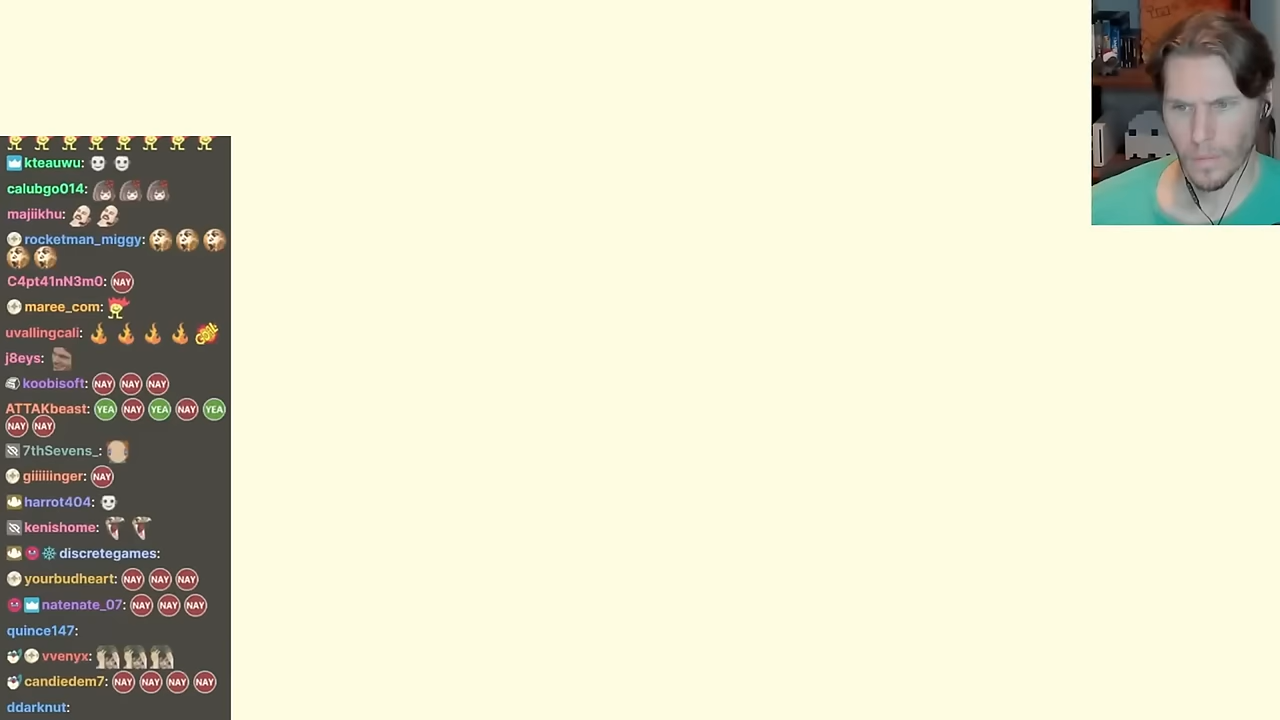 kteauwu:
calubgo014:
majiikhu:
rocketman_miggy:
C4pt41nN3m0: NAY
maree_com:
uvallingcali:
j8eys:
koobisoft: NAY NAY NAY
ATTAKbeast: YEA NAY YEA NAY YEA
NAY NAY
7thSevens_:
giiiiiinger: NAY
harrot404:
kenishome:
discretegames:
yourbudheart: NAY NAY NAY
natenate_07: NAY NAY NAY
quince147:
vvenyx:
candiedem7: NAY NAY NAY NAY
ddarknut: